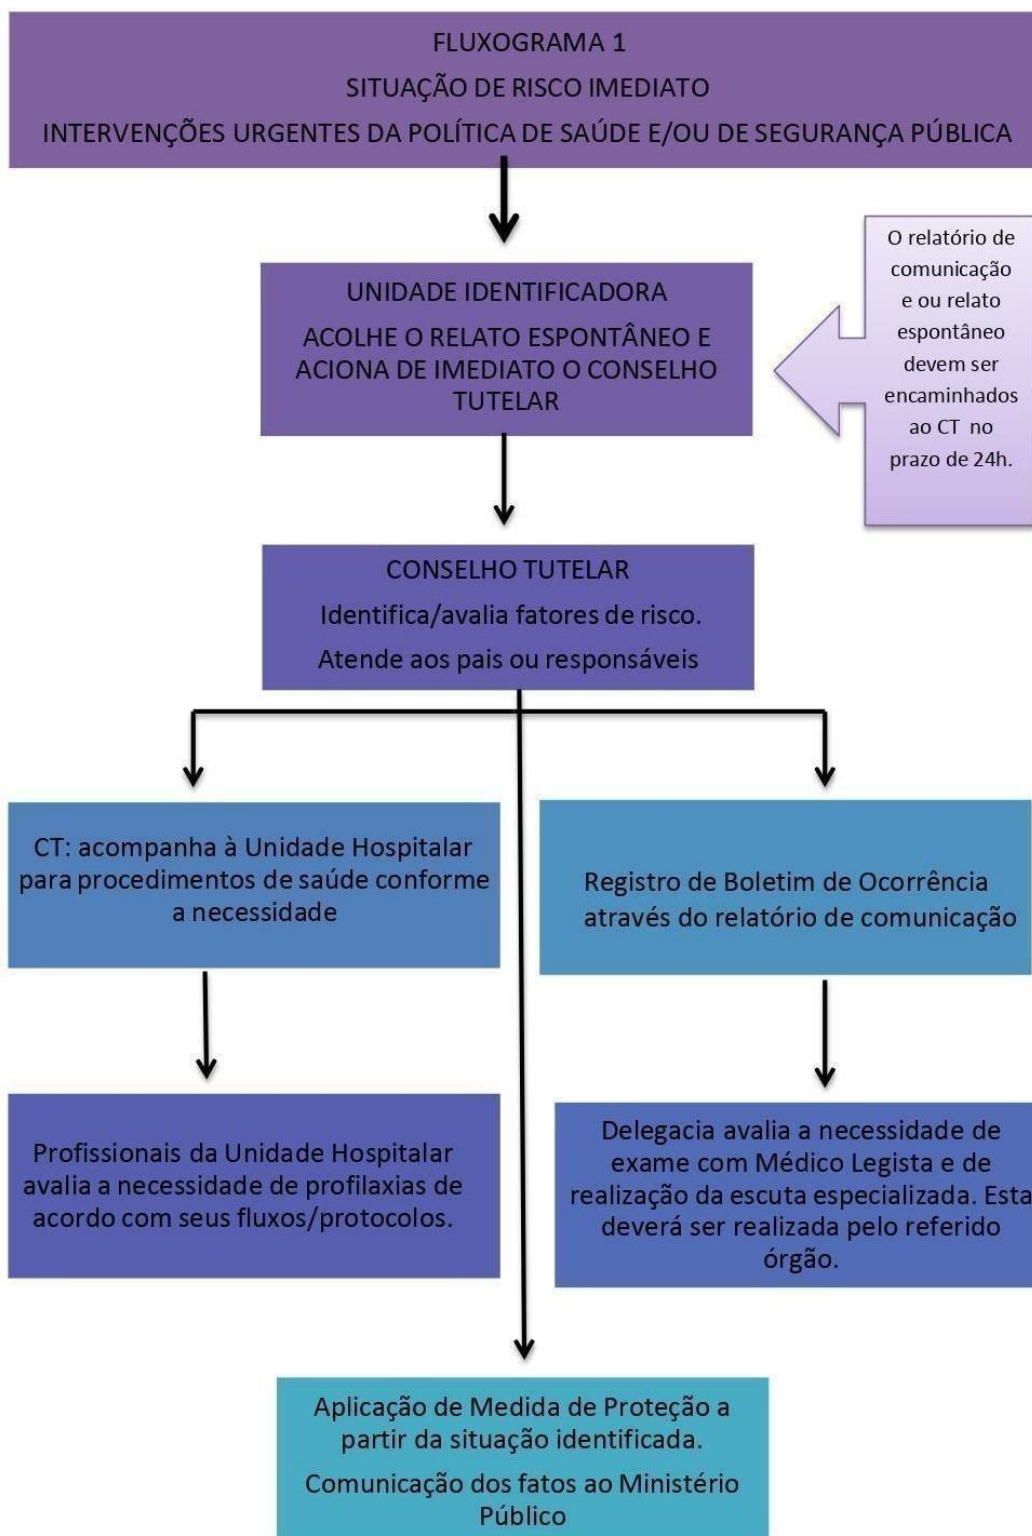 FLUXOGRAMA 1
SITUAÇÃO DE RISCO IMEDIATO
INTERVENÇÕES URGENTES DA POLÍTICA DE SAÚDE E/OU DE SEGURANÇA PÚBLICA
UNIDADE IDENTIFICADORA
ACOLHE O RELATO ESPONTÂNEO E
ACIONA DE IMEDIATO O CONSELHO
TUTELAR
O relatório de
comunicação
e ou relato
espontâneo
devem ser
encaminhados
ao CT no
prazo de 24h.
CONSELHO TUTELAR
Identifica/avalia fatores de risco.
Atende aos pais ou responsáveis
CT: acompanha à Unidade Hospitalar
para procedimentos de saúde conforme
a necessidade
Registro de Boletim de Ocorrência
através do relatório de comunicação
Profissionais da Unidade Hospitalar
avalia a necessidade de profilaxias de
acordo com seus fluxos/protocolos.
Delegacia avalia a necessidade de
exame com Médico Legista e de
realização da escuta especializada. Esta
deverá ser realizada pelo referido
órgão.
Aplicação de Medida de Proteção a
partir da situação identificada.
Comunicação dos fatos ao Ministério
Público